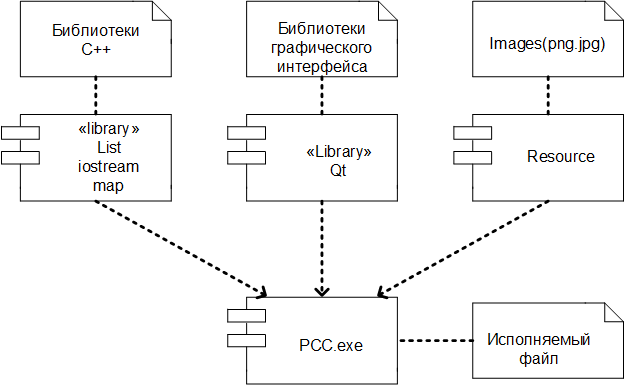 Библиотеки
C++
Библиотеки
графического
интерфейса
Images(png.jpg)
«library»
List
iostream
map
«Library»
Qt
Resource
PCC.exe
Исполняемый
файл